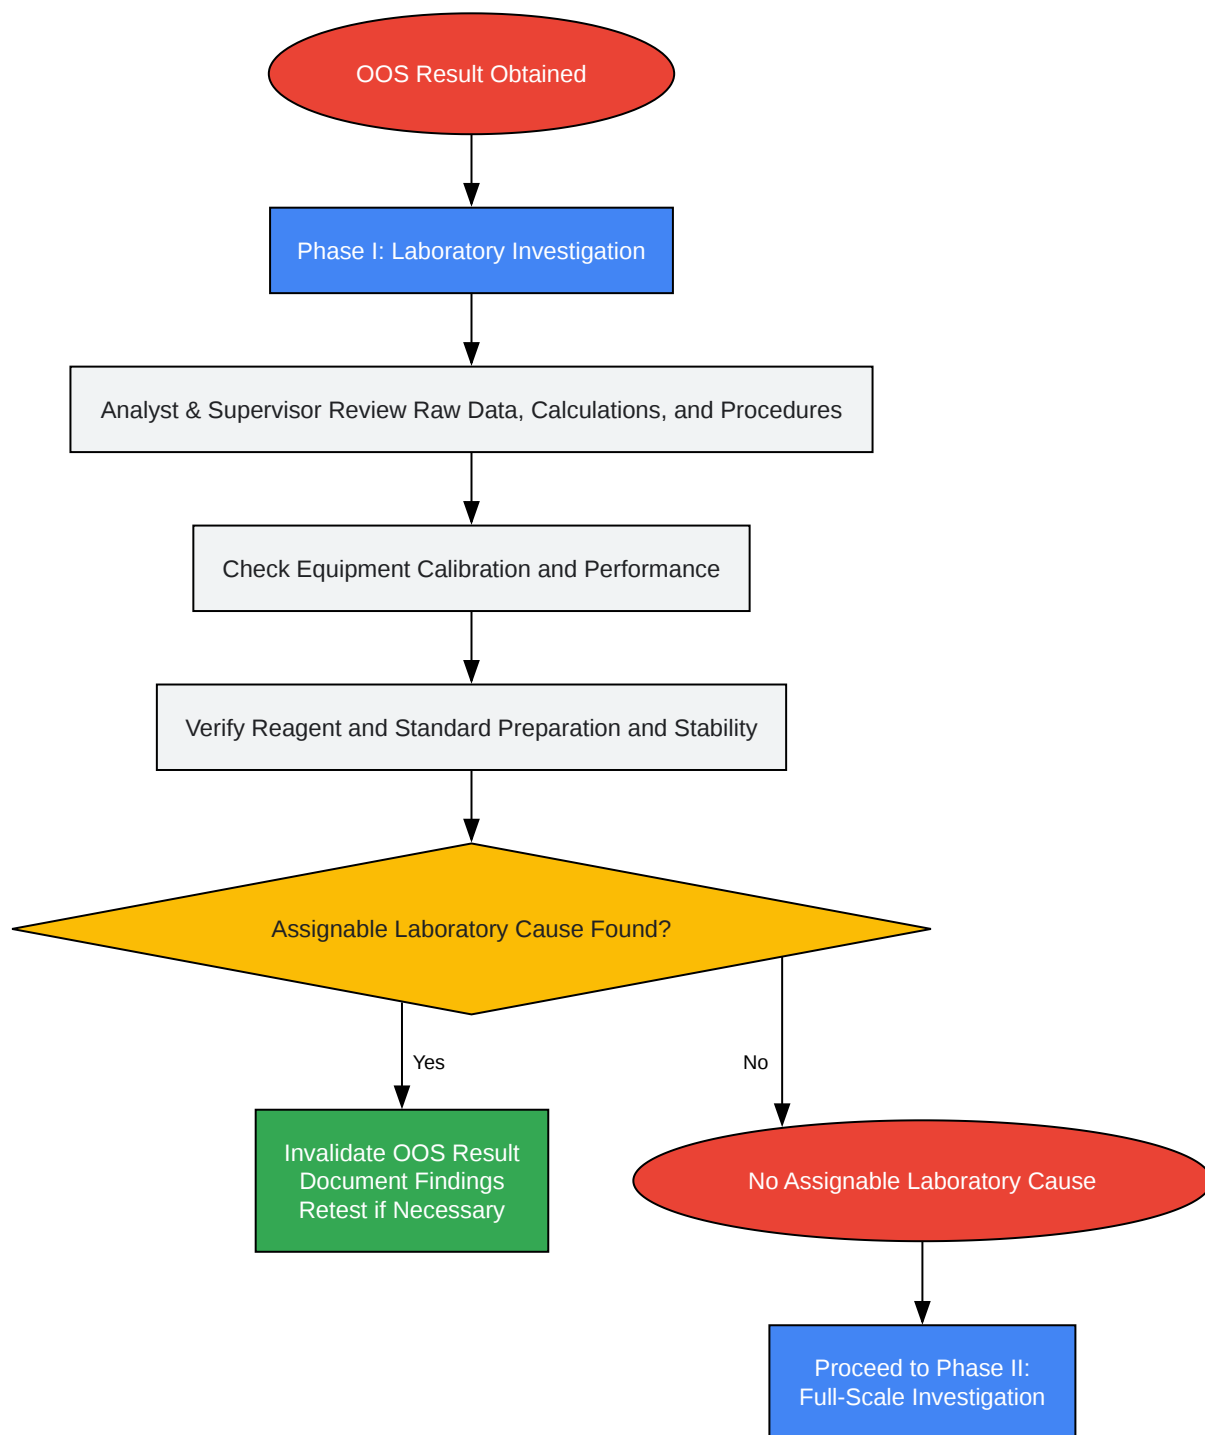 OOS Result Obtained
Phase I: Laboratory Investigation
Analyst & Supervisor Review Raw Data, Calculations, and Procedures
Check Equipment Calibration and Performance
Verify Reagent and Standard Preparation and Stability
Assignable Laboratory Cause Found?
Yes
No
Invalidate OOS Result
Document Findings
Retest if Necessary
No Assignable Laboratory Cause
Proceed to Phase II:
Full-Scale Investigation